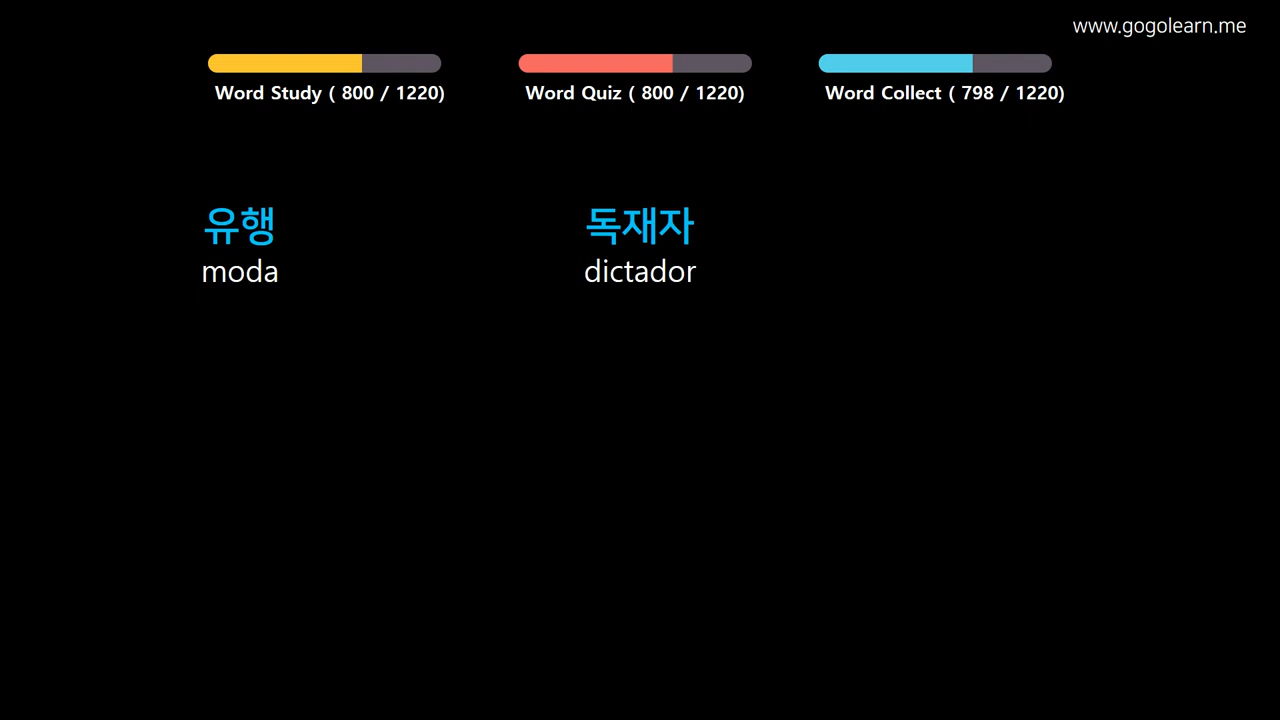 www.gogolearn.me
Word Study ( 800 / 1220)
Word Quiz ( 800 / 1220)
Word Collect ( 798 / 1220)
유행
moda
독재자
dictador